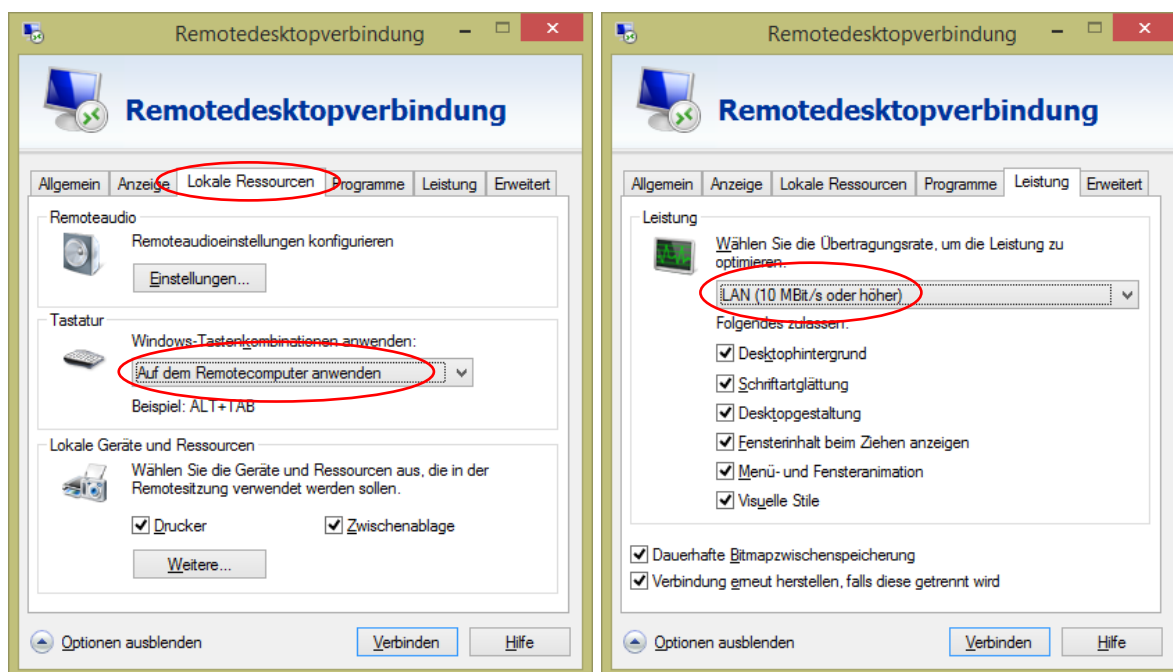 Remotedesktopverbindung
Remotedesktopverbindung
Allgemein Anzeige Lokale Ressourcen Programme Leistung Erweitert
Remoteaudio
Remoteaudioeinstellungen konfigurieren
Einstellungen...
Tastatur
Windows-Tastenkombinationen anwenden:
Auf dem Remotecomputer anwenden
Beispiel: ALT+TAB
Lokale Geräte und Ressourcen
Wählen Sie die Geräte und Ressourcen aus, die in der
Remotesitzung verwendet werden sollen.
Drucker Zwischenablage
Weitere...
Optionen ausblenden Verbinden Hilfe
Remotedesktopverbindung
Remotedesktopverbindung
Allgemein Anzeige Lokale Ressourcen Programme Leistung Erweitert
Leistung
Wählen Sie die Übertragungsrate, um die Leistung zu
optimieren.
LAN (10 MBit/s oder höher)
Folgendes zulassen:
Desktophintergrund
Schriftartglättung
Desktopgestaltung
Fensterinhalt beim Ziehen anzeigen
Menü- und Fensteranimation
Visuelle Stile
Dauerhafte Bitmapzwischenspeicherung
Verbindung erneut herstellen, falls diese getrennt wird
Optionen ausblenden Verbinden Hilfe